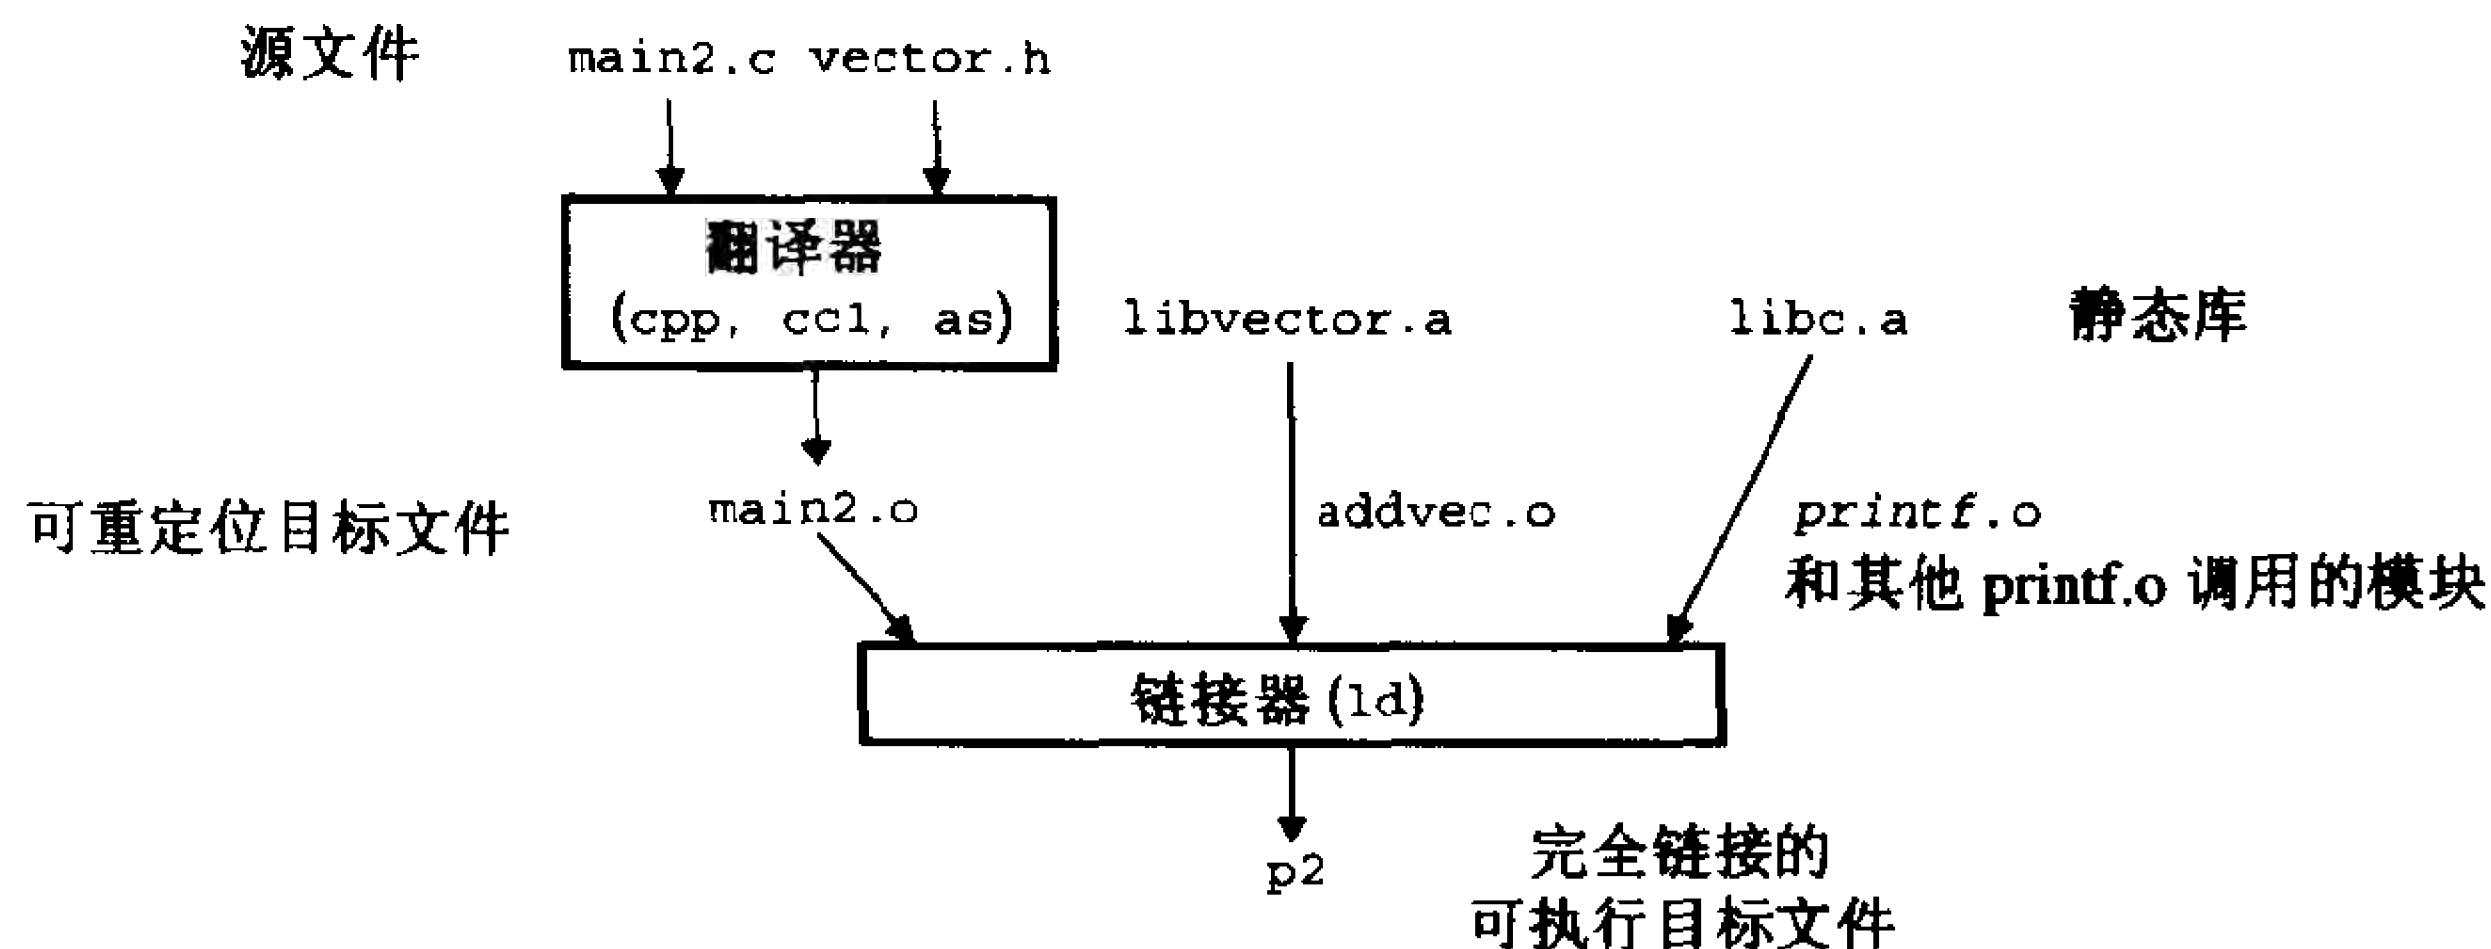 源文件
main2.c vector.h
翻译器
(cpp, cc1, as)
libvector.a
libc.a
静态库
可重定位目标文件
main2.o
addvec.o
printf.o
和其他 printf.o 调用的模块
链接器(ld)
p2
完全链接的
可执行目标文件